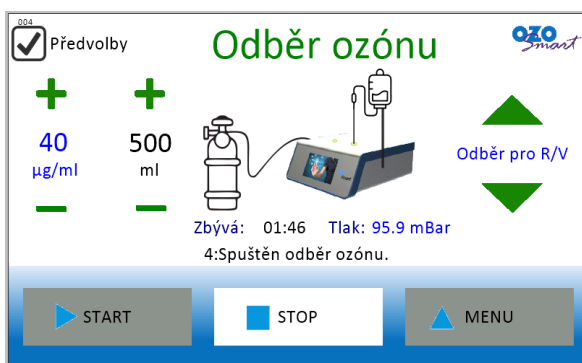 004
Předvolby
Odběr ozónu
OZO
Smart
40
µg/ml
500
ml
Odběr pro R/V
Zbývá: 01:46 Tlak: 95.9 mBar
4:Spuštěn odběr ozónu.
START
STOP
MENU